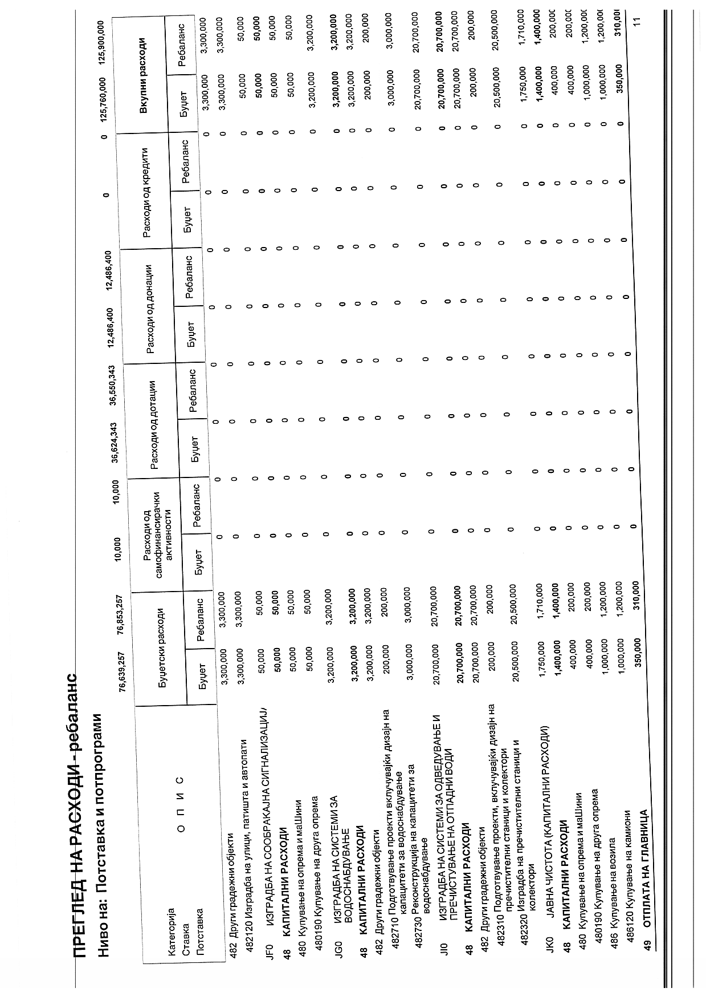 ПРЕГЛЕД НА РАСХОДИ - ребаланс
Ниво на: Потставка и потпрограми
76,639,257 76,853,257 10,000 10,000 36,624,343 36,550,343 12,486,400 12,486,400 0 0 125,760,000 125,900,000
Категорија
Ставка
Потставка
О П И С
Буџетски расходи
Расходи од самофинансирачки активности
Расходи од дотации
Расходи од донации
Расходи од кредити
Вкупни расходи
Буџет Ребаланс Буџет Ребаланс Буџет Ребаланс Буџет Ребаланс Буџет Ребаланс Буџет Ребаланс
3,300,000 3,300,000 0 0 0 0 0 0 0 0 3,300,000 3,300,000
482 Други градежни објекти 3,300,000 3,300,000 0 0 0 0 0 0 0 0 3,300,000 3,300,000
482120 Изградба на улици, патишта и автопати
50,000 50,000 0 0 0 0 0 0 0 0 50,000 50,000
JF0 ИЗГРАДБА НА СООБРАКАЈНА СИГНАЛИЗАЦИЈ 50,000 50,000 0 0 0 0 0 0 0 0 50,000 50,000
48 КАПИТАЛНИ РАСХОДИ 50,000 50,000 0 0 0 0 0 0 0 0 50,000 50,000
480 Купување на опрема и маШини 50,000 50,000 0 0 0 0 0 0 0 0 50,000 50,000
480190 Купување на друга опрема
3,200,000 3,200,000 0 0 0 0 0 0 0 0 3,200,000 3,200,000
JG0 ИЗГРАДБА НА СИСТЕМИ ЗА
ВОДОСНАБДУВАЊЕ 3,200,000 3,200,000 0 0 0 0 0 0 0 0 3,200,000 3,200,000
48 КАПИТАЛНИ РАСХОДИ 3,200,000 3,200,000 0 0 0 0 0 0 0 0 3,200,000 3,200,000
482 Други градежни објекти 200,000 200,000 0 0 0 0 0 0 0 0 200,000 200,000
482710 Подготвување проекти вклучувајќи дизајн на
капацитети за водоснабдување 3,000,000 3,000,000 0 0 0 0 0 0 0 0 3,000,000 3,000,000
482730 Реконструкција на капацитети за
водоснабдување
20,700,000 20,700,000 0 0 0 0 0 0 0 0 20,700,000 20,700,000
JI0 ИЗГРАДБА НА СИСТЕМИ ЗА ОДВЕДУВАЊЕ И
ПРЕЧИСТУВАЊЕ НА ОТПАДНИ ВОДИ 20,700,000 20,700,000 0 0 0 0 0 0 0 0 20,700,000 20,700,000
48 КАПИТАЛНИ РАСХОДИ 20,700,000 20,700,000 0 0 0 0 0 0 0 0 20,700,000 20,700,000
482 Други градежни објекти 200,000 200,000 0 0 0 0 0 0 0 0 200,000 200,000
482310 Подготвување проекти, вклучувајќи дизајн на
пречистителни станици и колектори 20,500,000 20,500,000 0 0 0 0 0 0 0 0 20,500,000 20,500,000
482320 Изградба на пречистителни станици и
колектори
1,750,000 1,710,000 0 0 0 0 0 0 0 0 1,750,000 1,710,000
JK0 ЈАВНА ЧИСТОТА (КАПИТАЛНИ РАСХОДИ) 1,400,000 1,400,000 0 0 0 0 0 0 0 0 1,400,000 1,400,000
48 КАПИТАЛНИ РАСХОДИ 400,000 200,000 0 0 0 0 0 0 0 0 400,000 200,000
480 Купување на опрема и маШини 400,000 200,000 0 0 0 0 0 0 0 0 400,000 200,000
480190 Купување на друга опрема 1,000,000 1,200,000 0 0 0 0 0 0 0 0 1,000,000 1,200,000
486 Купување на возила 1,000,000 1,200,000 0 0 0 0 0 0 0 0 1,000,000 1,200,000
486120 Купување на камиони 350,000 310,000 0 0 0 0 0 0 0 0 350,000 310,000
49 ОТПЛАТА НА ГЛАВНИЦА
11